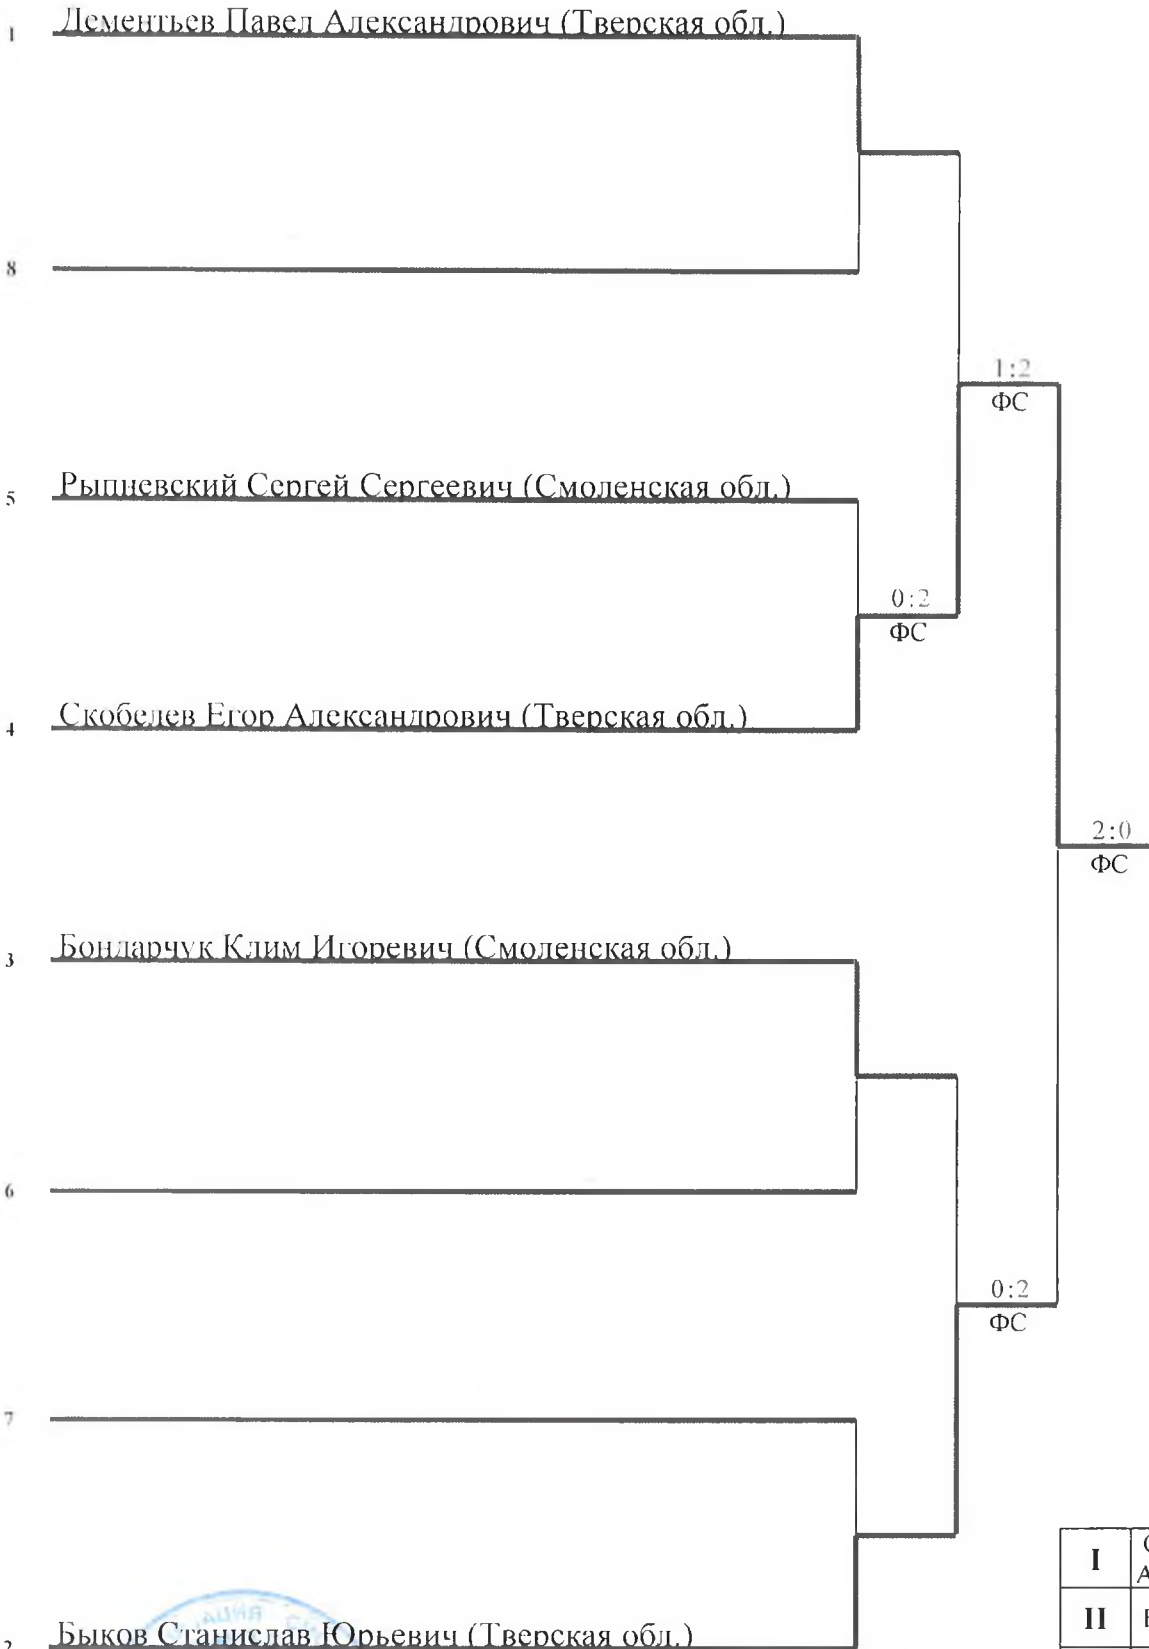 1 Дементьев Павел Александрович (Тверская обл.)
8
1:2
ФС
5 Рыпневский Сергей Сергеевич (Смоленская обл.)
0:2
ФС
4 Скобелев Егор Александрович (Тверская обл.)
2:0
ФС
3 Бондарчук Клим Игоревич (Смоленская обл.)
6
0:2
ФС
7
I
II
2 Быков Станислав Юрьевич (Тверская обл.)